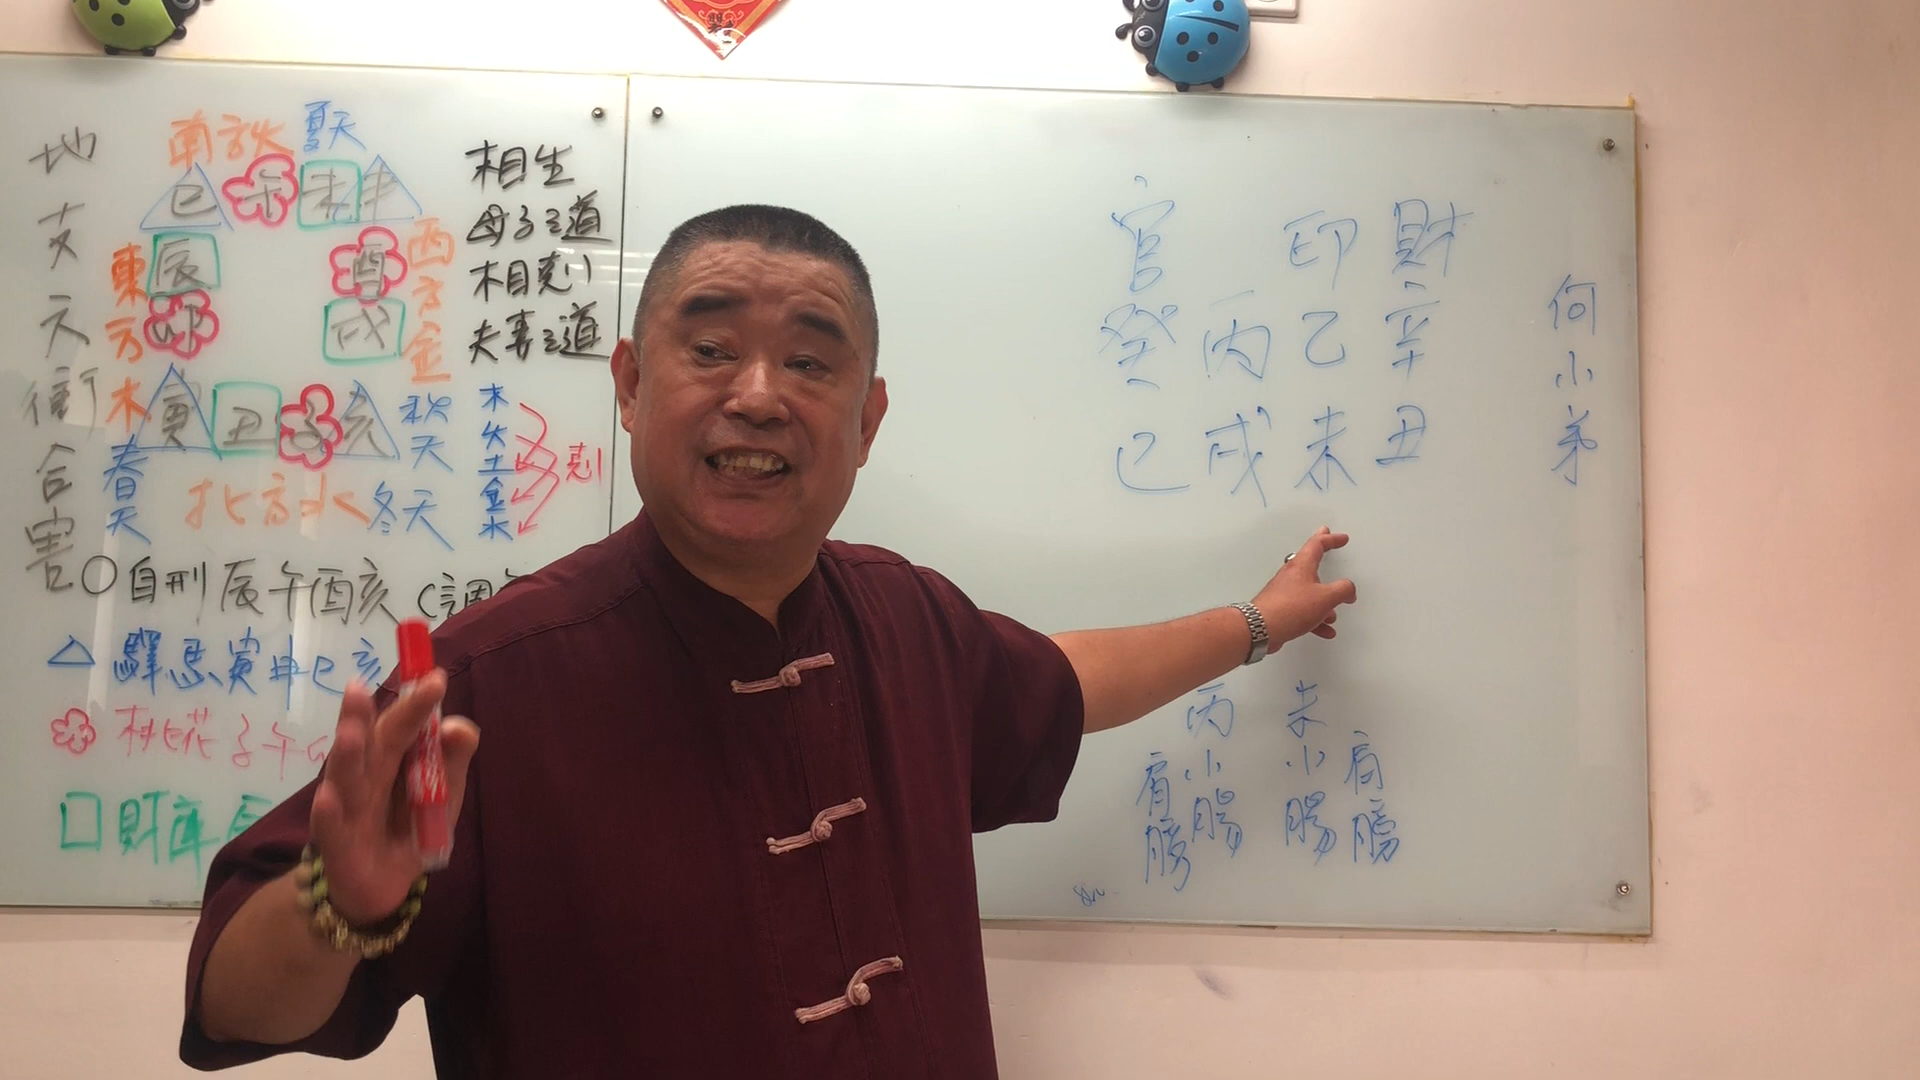 地支六衝合害
南方火 夏天
巳 午 未 申
辰 酉
東方木 西方金
卯 戌
寅 丑 子 亥
春天 秋天
北方水 冬天
相生
母子之道
相剋
夫妻之道
木火土金水 剋
〇自刑辰午酉亥(調
△驛馬寅申巳亥
桃花子午
□財庫辰
何小弟
官 印 財
癸 丙 乙 辛
巳 戌 未 丑
丙小腸
未小腸
肩膀
肩膀